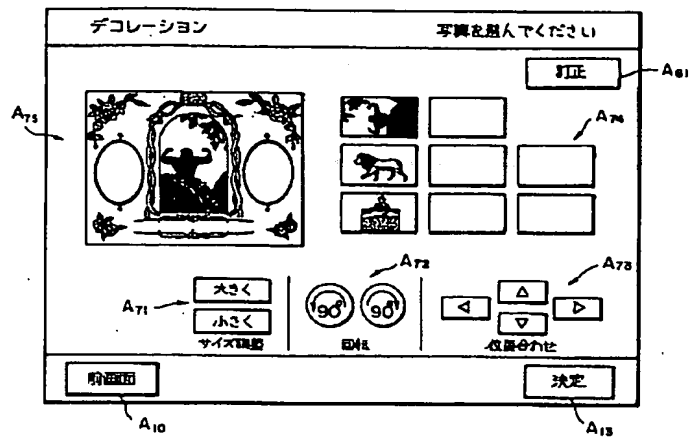 デコレーション 写真を選んでください
訂正 A61
A75 A74
A72 A73
大きく 90° 90° △
A71 ◁ ▷
小さく ▽
サイズ調節 回転 位置合わせ
前画面 決定
A10 A13